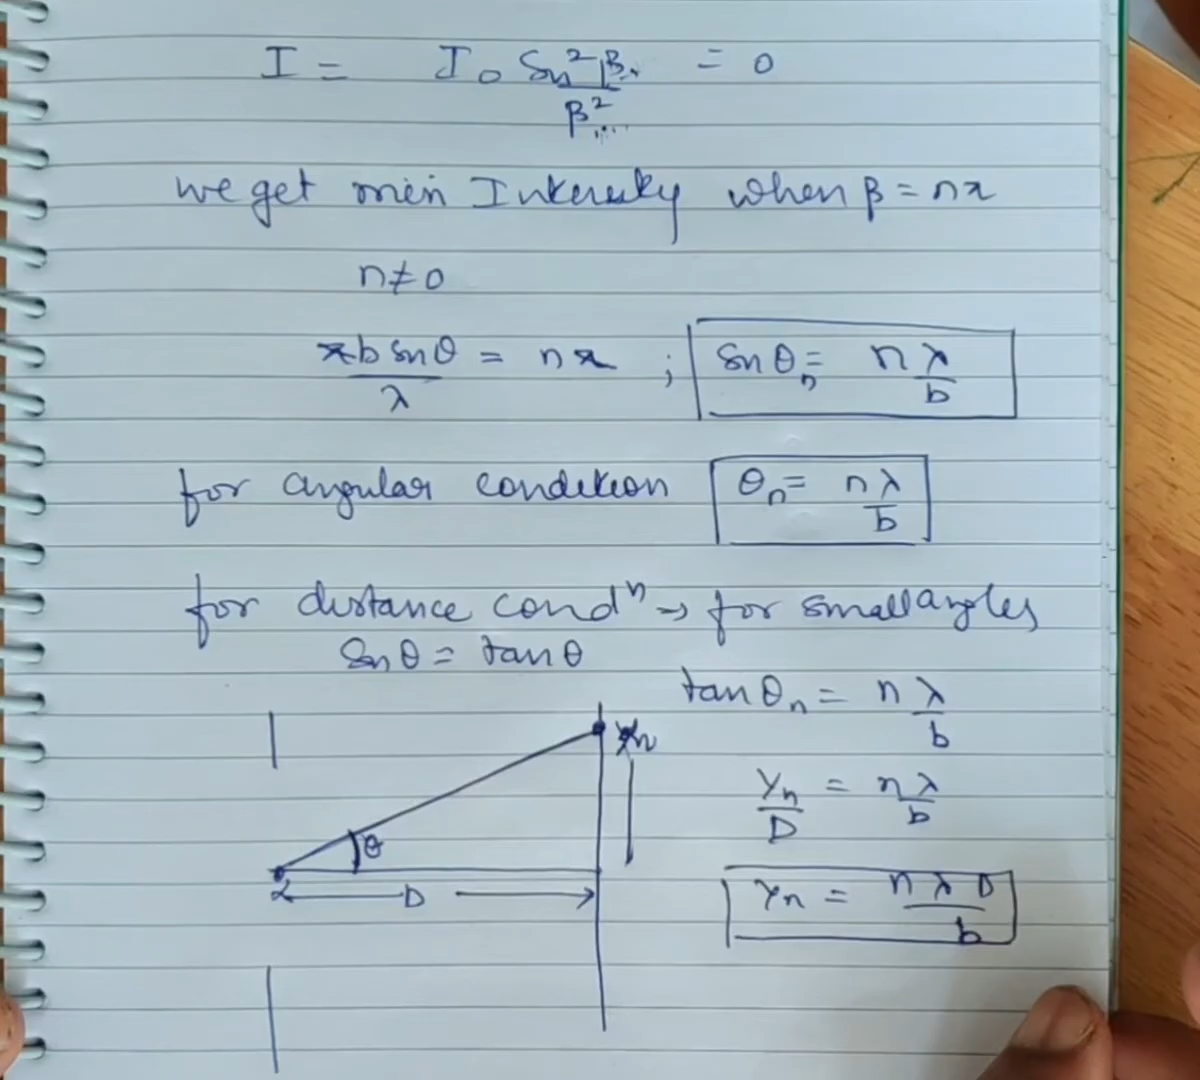 I = I₀ Sin²β / β² = 0
we get min Intensity when β = nπ
n ≠ 0
πb sinθ / λ = nπ ; Sin θₙ = nλ / b
for angular condition θₙ = nλ / b
for distance condⁿ → for small angles
Sin θ = tan θ
tan θₙ = nλ / b
Yn
Yn / D = nλ / b
θ
D
Yn = nλD / b